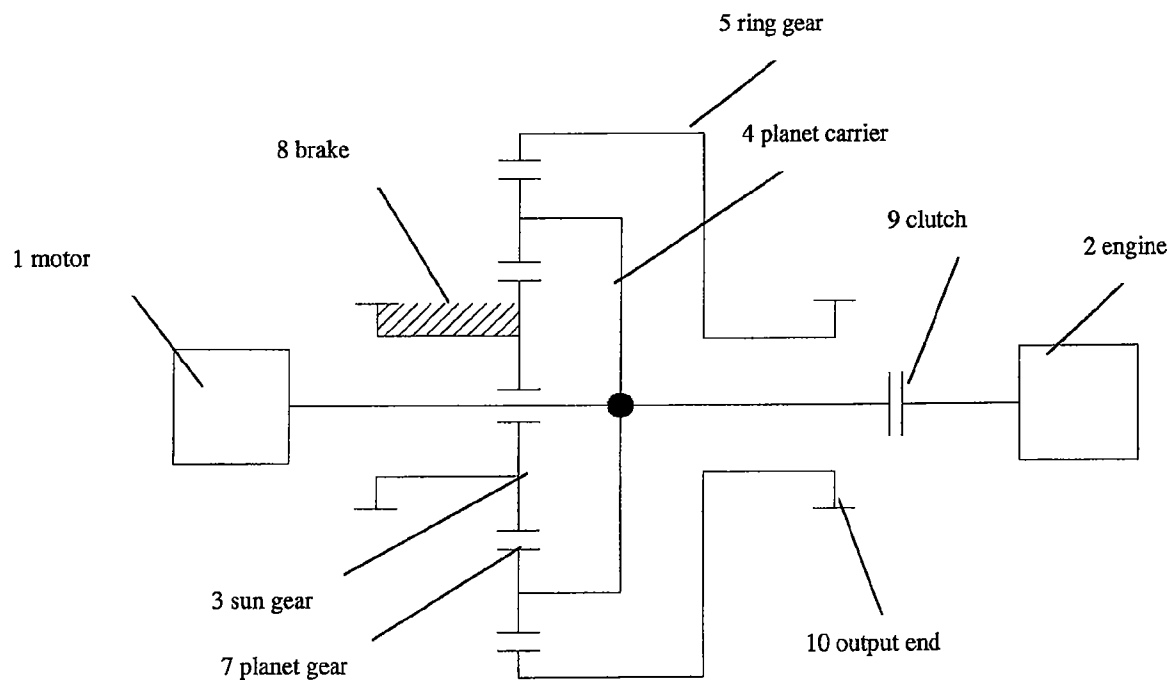 5 ring gear
8 brake
4 planet carrier
9 clutch
1 motor
2 engine
3 sun gear
10 output end
7 planet gear